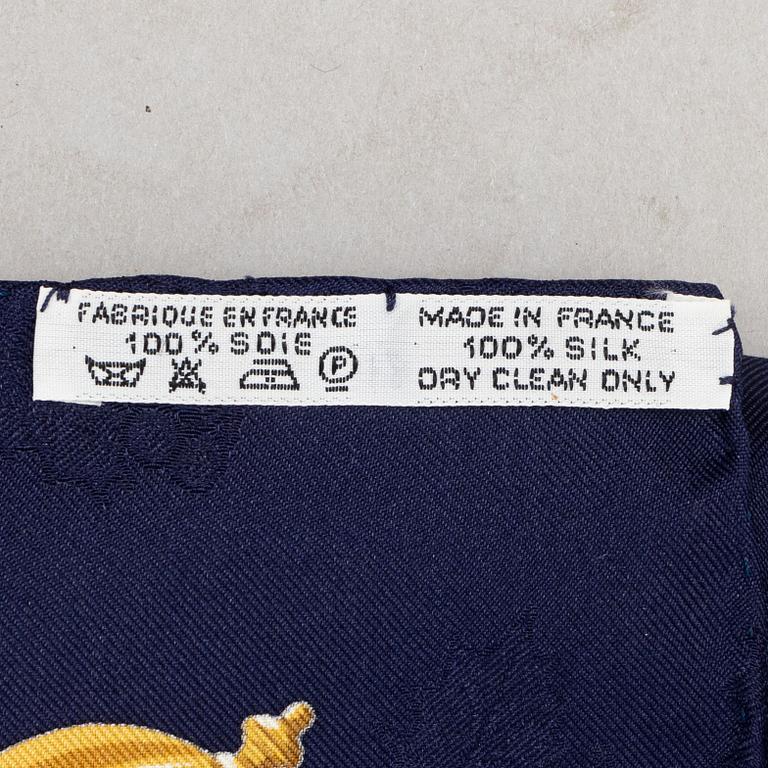 FABRIQUE EN FRANCE
100% SOIE
P
MADE IN FRANCE
100% SILK
DRY CLEAN ONLY